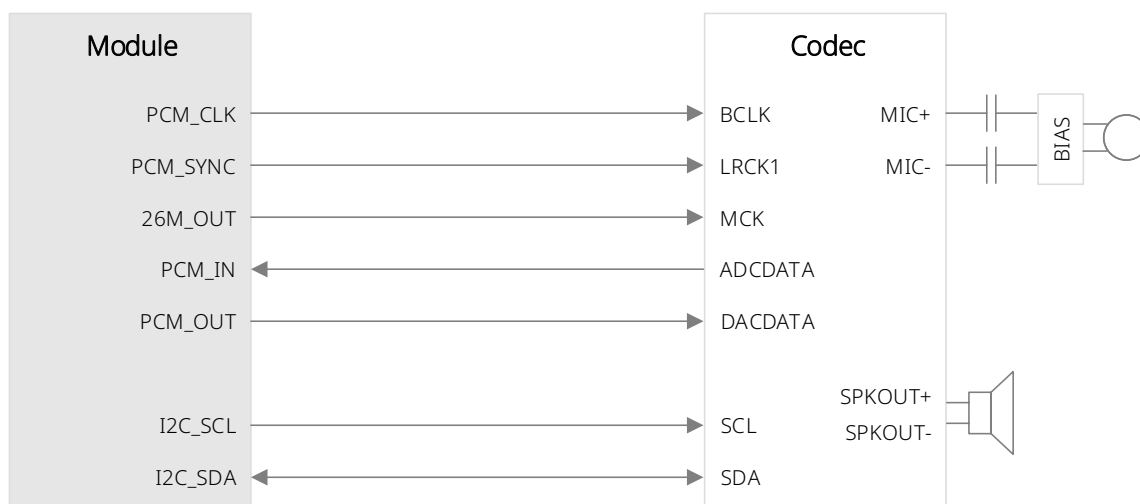 Module
Codec
PCM_CLK
BCLK
MIC+
PCM_SYNC
LRCK1
MIC-
BIAS
26M_OUT
MCK
PCM_IN
ADCDATA
PCM_OUT
DACDATA
SPKOUT+
I2C_SCL
SCL
SPKOUT-
I2C_SDA
SDA